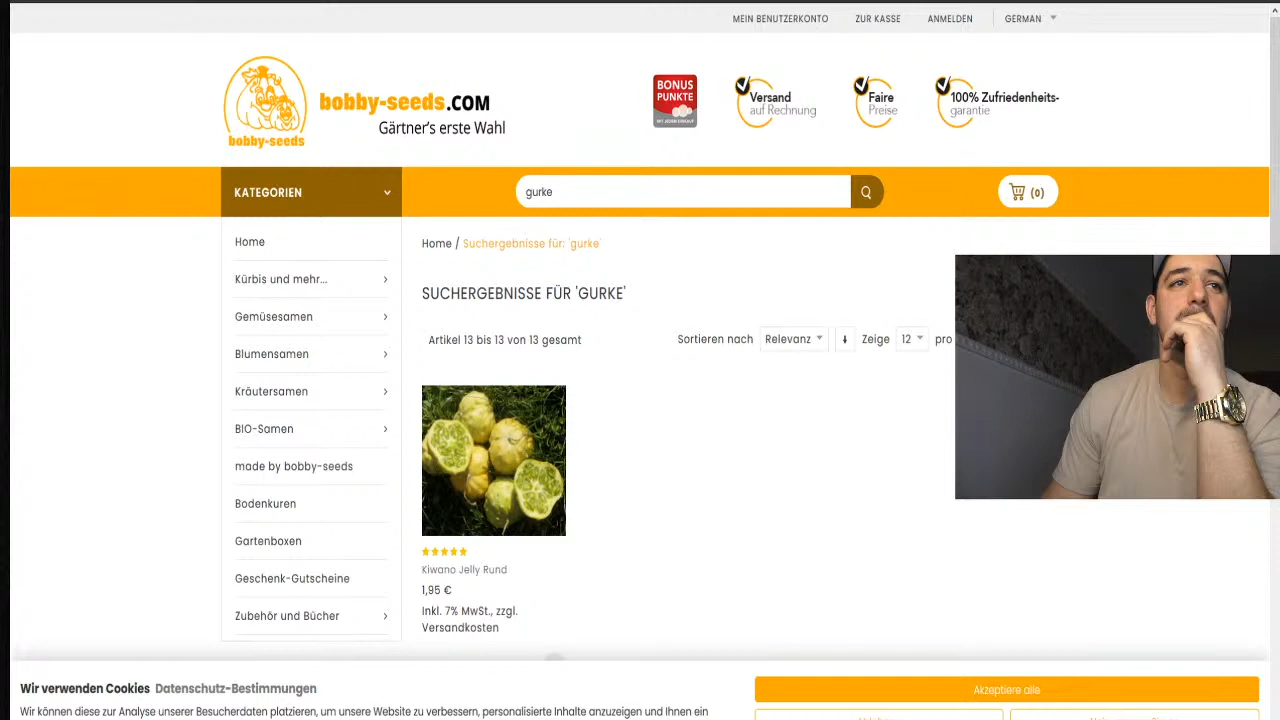 MEIN BENUTZERKONTO ZUR KASSE ANMELDEN GERMAN
bobby-seeds.COM
Gärtner's erste Wahl
bobby-seeds
BONUS
PUNKTE
MIT JEDEM EINKAUF
Versand
auf Rechnung
Faire
Preise
100% Zufriedenheits-
garantie
KATEGORIEN
gurke
(0)
Home
Kürbis und mehr...
Gemüsesamen
Blumensamen
Kräutersamen
BIO-Samen
made by bobby-seeds
Bodenkuren
Gartenboxen
Geschenk-Gutscheine
Zubehör und Bücher
Home / Suchergebnisse für: 'gurke'
SUCHERGEBNISSE FÜR 'GURKE'
Artikel 13 bis 13 von 13 gesamt
Sortieren nach Relevanz Zeige 12 pro
Kiwano Jelly Rund
1,95 €
Inkl. 7% MwSt., zzgl.
Versandkosten
Wir verwenden Cookies Datenschutz-Bestimmungen
Wir können diese zur Analyse unserer Besucherdaten platzieren, um unsere Website zu verbessern, personalisierte Inhalte anzuzeigen und Ihnen ein
Akzeptiere alle